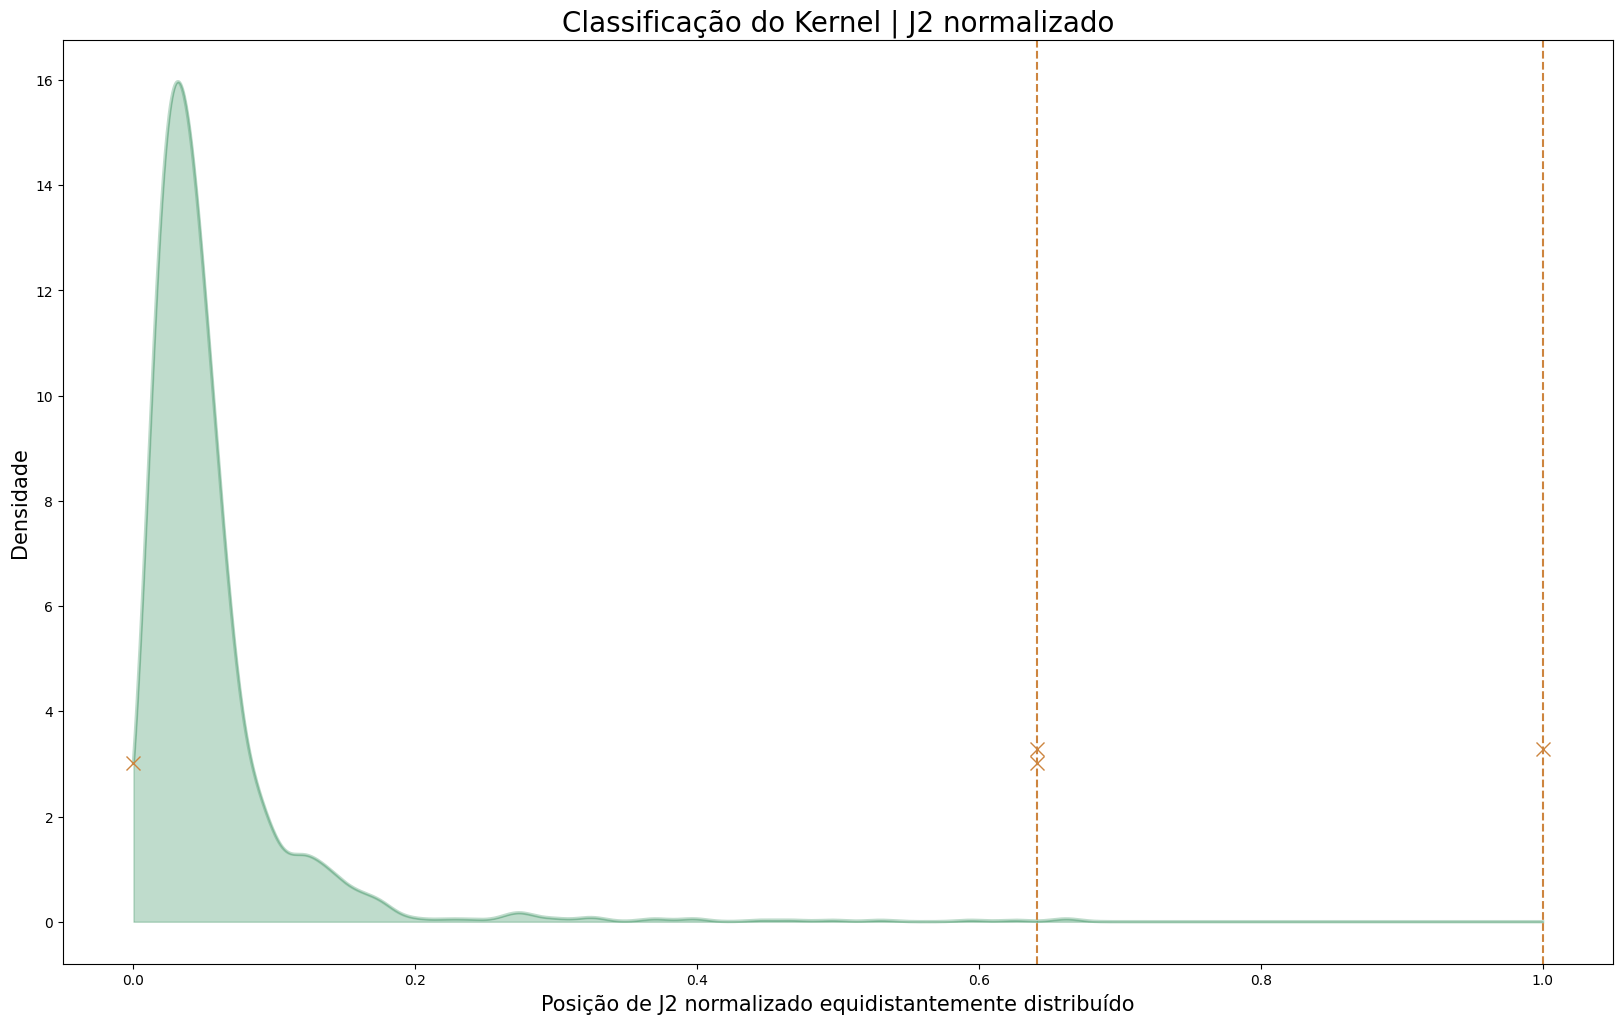 Classificação do Kernel | J2 normalizado
Densidade
16
14
12
10
8
6
4
2
0
0.0 0.2 0.4 0.6 0.8 1.0
Posição de J2 normalizado equidistantemente distribuído